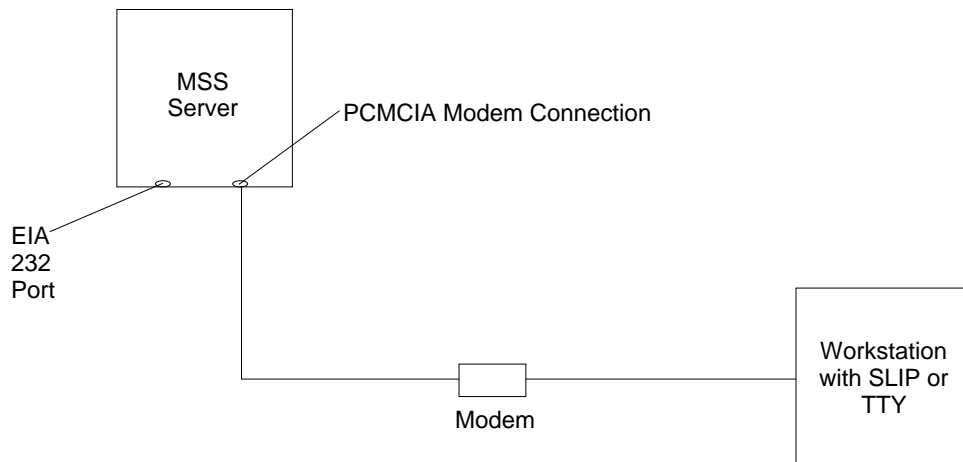 MSS
Server
PCMCIA Modem Connection
EIA
232
Port
Workstation
with SLIP or
TTY
Modem